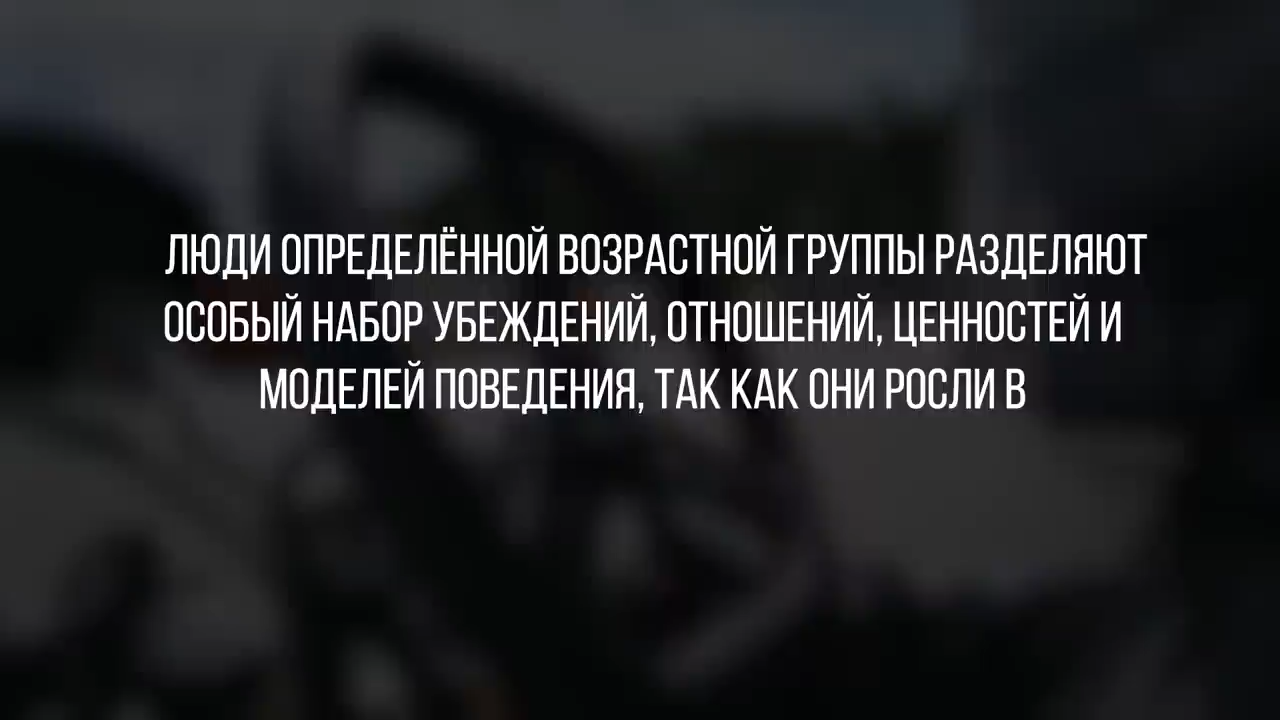 ЛЮДИ ОПРЕДЕЛЁННОЙ ВОЗРАСТНОЙ ГРУППЫ РАЗДЕЛЯЮТ
ОСОБЫЙ НАБОР УБЕЖДЕНИЙ, ОТНОШЕНИЙ, ЦЕННОСТЕЙ И
МОДЕЛЕЙ ПОВЕДЕНИЯ, ТАК КАК ОНИ РОСЛИ В